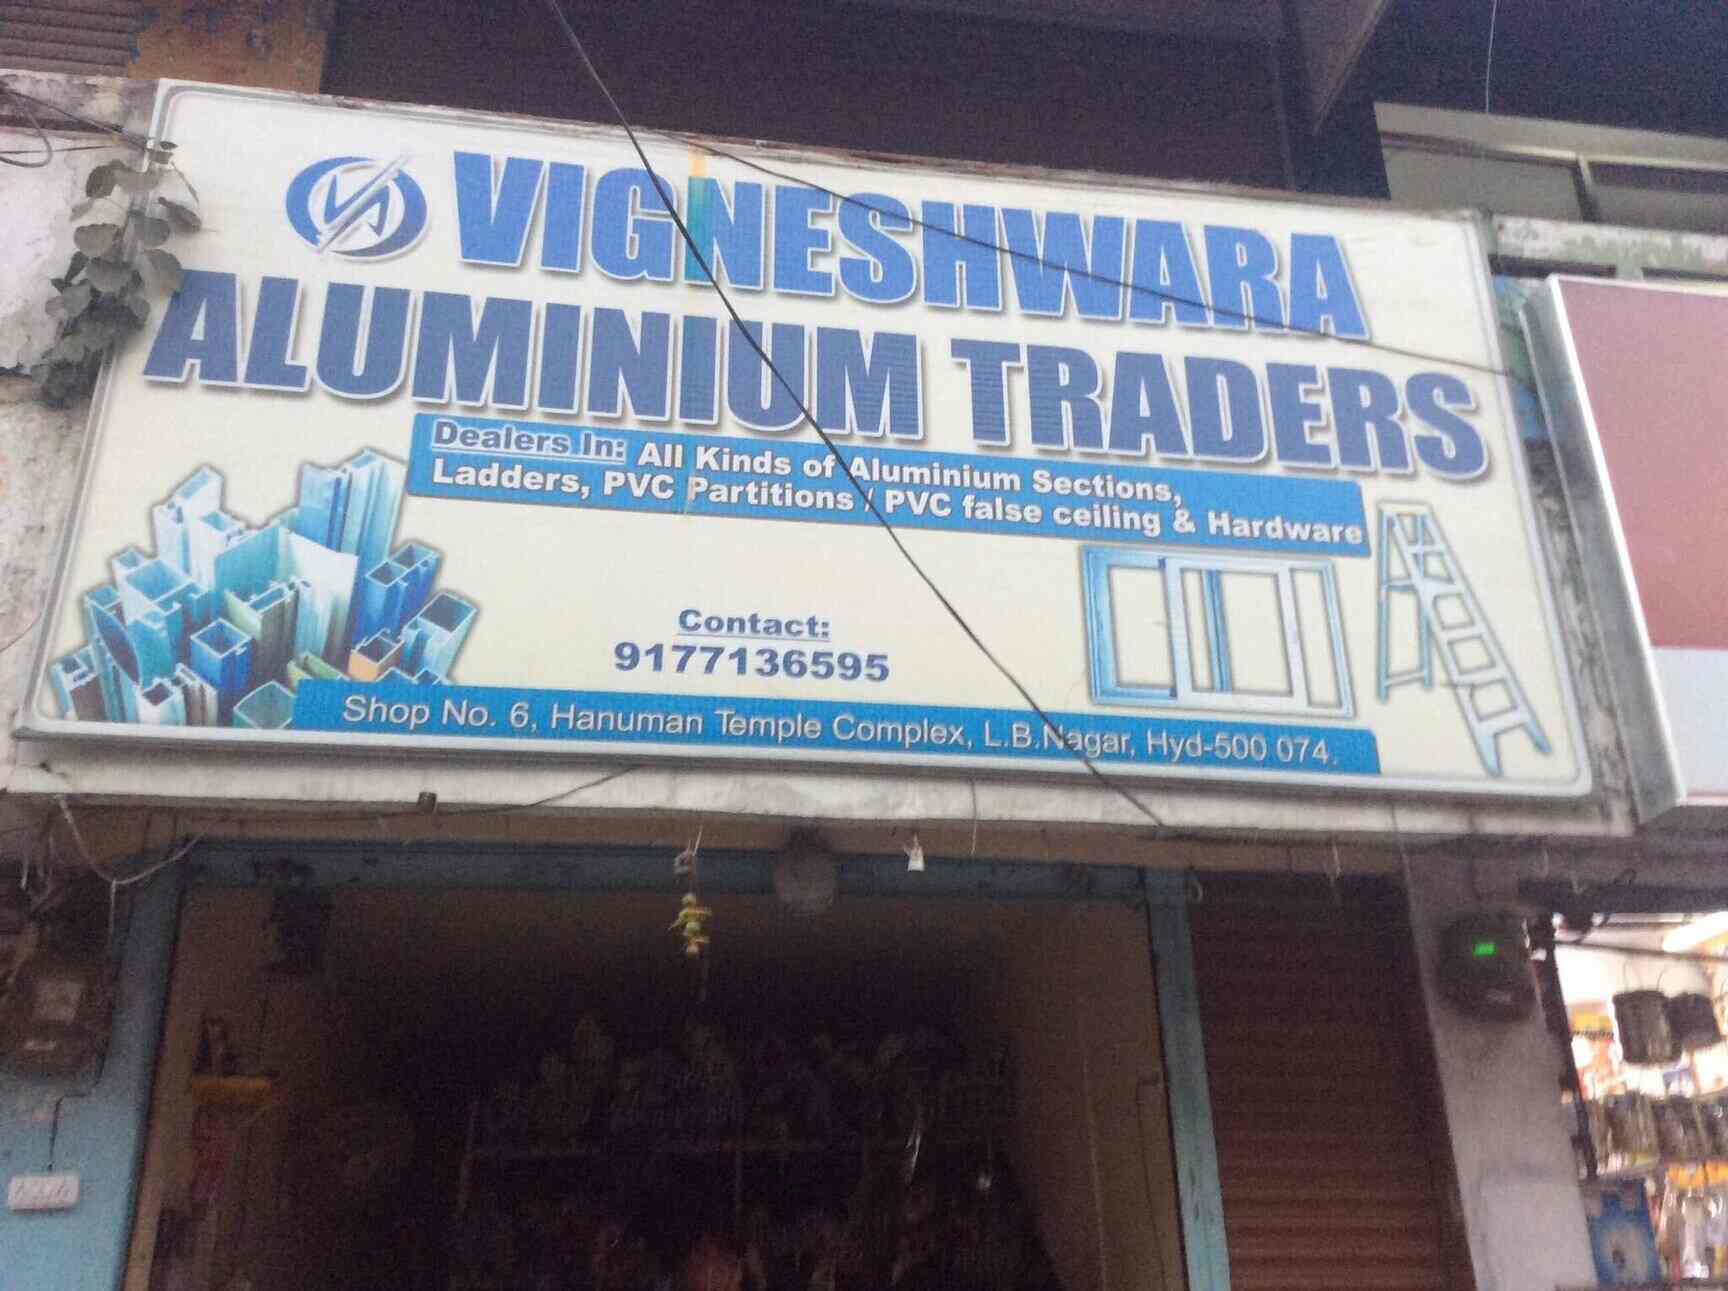 VIGNESHWARA
ALUMINIUM TRADERS
Dealers In: All Kinds of Aluminium Sections,
Ladders, PVC Partitions / PVC false ceiling & Hardware
Contact:
9177136595
Shop No. 6, Hanuman Temple Complex, L.B.Nagar, Hyd-500 074.